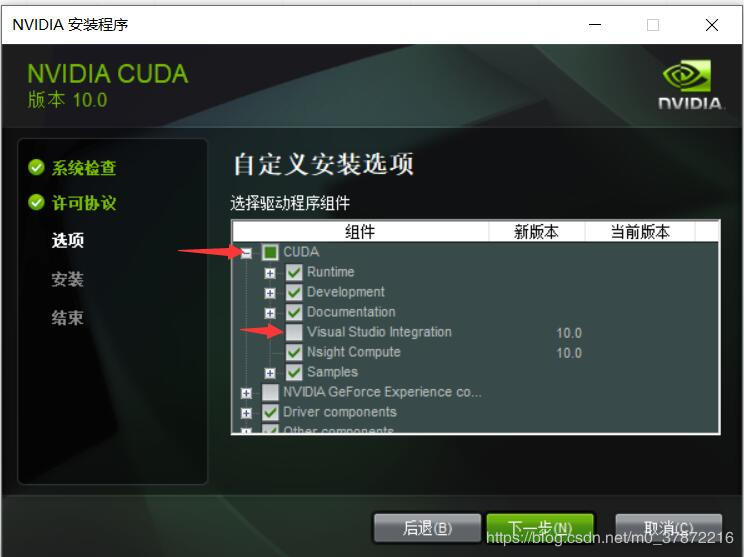 NVIDIA 安装程序
NVIDIA CUDA
版本 10.0
NVIDIA.
系统检查
许可协议
选项
安装
结束
自定义安装选项
选择驱动程序组件
组件 新版本 当前版本
CUDA
Runtime
Development
Documentation
Visual Studio Integration 10.0
Nsight Compute 10.0
Samples
NVIDIA GeForce Experience co...
Driver components
Other components
后退(B) 下一步(N) 取消(C)
https://blog.csdn.net/m0_37872216